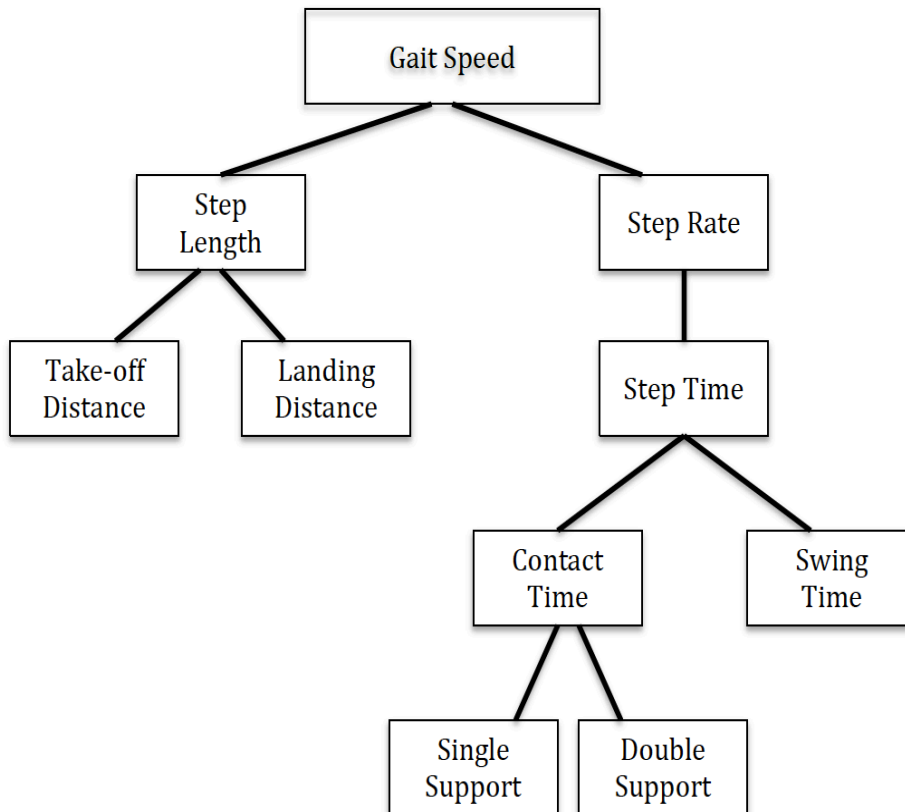 Gait Speed
Step
Length
Step Rate
Take-off
Distance
Landing
Distance
Step Time
Contact
Time
Swing
Time
Single
Support
Double
Support